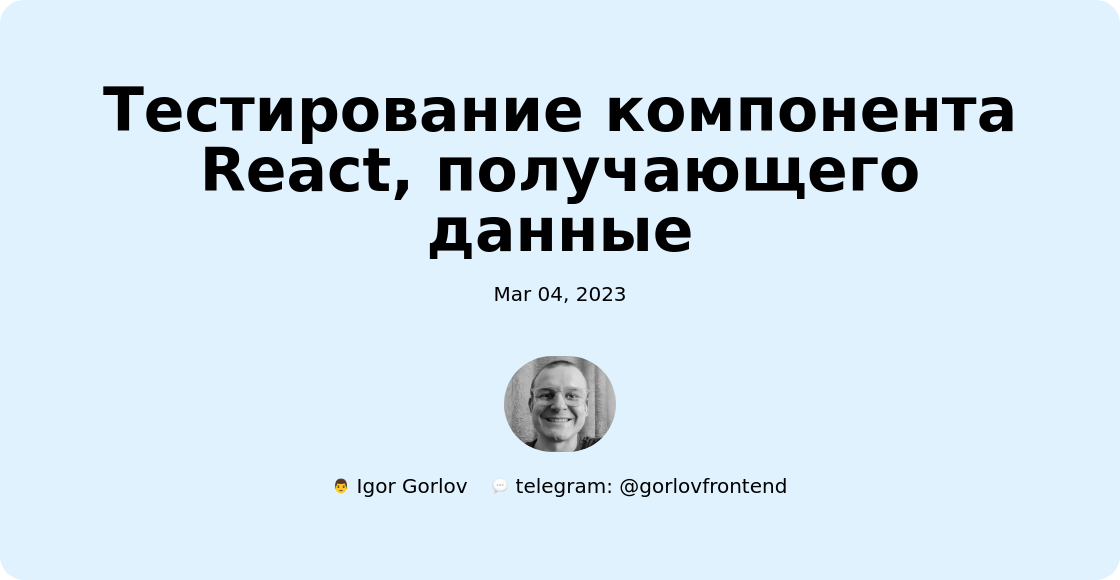 Тестирование компонента
React, получающего
данные
Mar 04, 2023
Igor Gorlov telegram: @gorlovfrontend